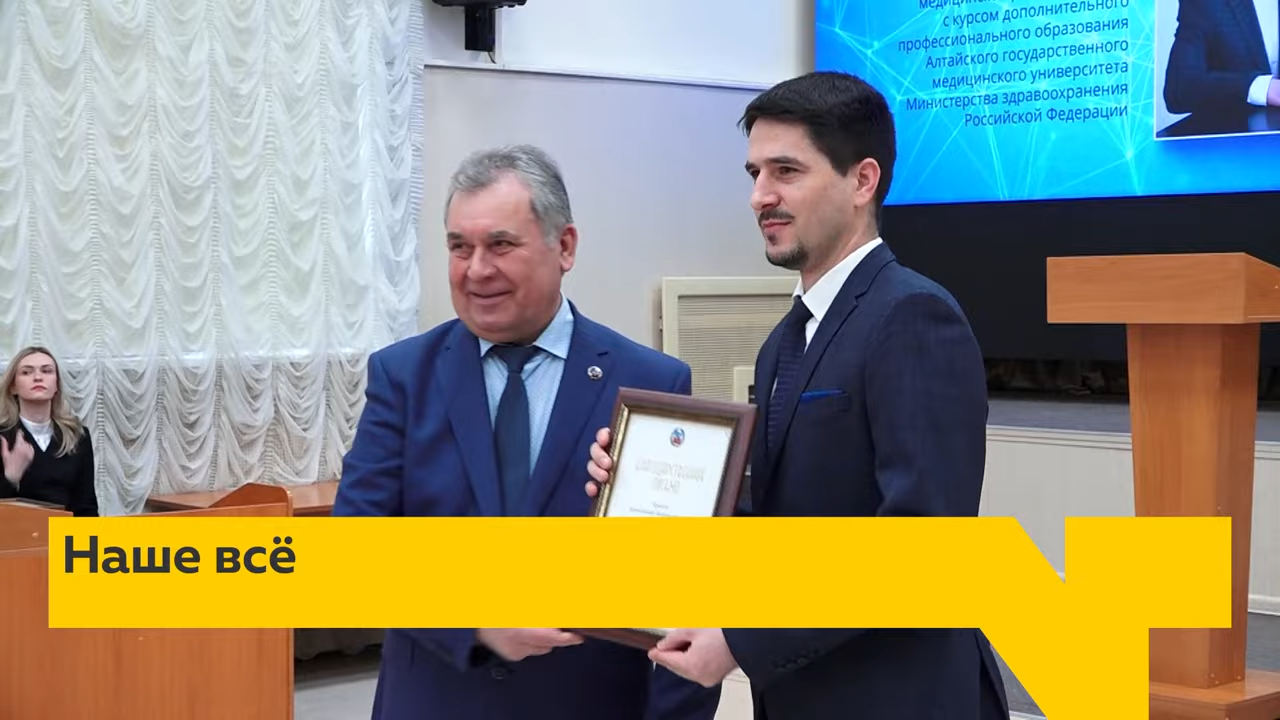 с курсом дополнительного
профессионального образования
Алтайского государственного
медицинского университета
Министерства здравоохранения
Российской Федерации
Наше всё